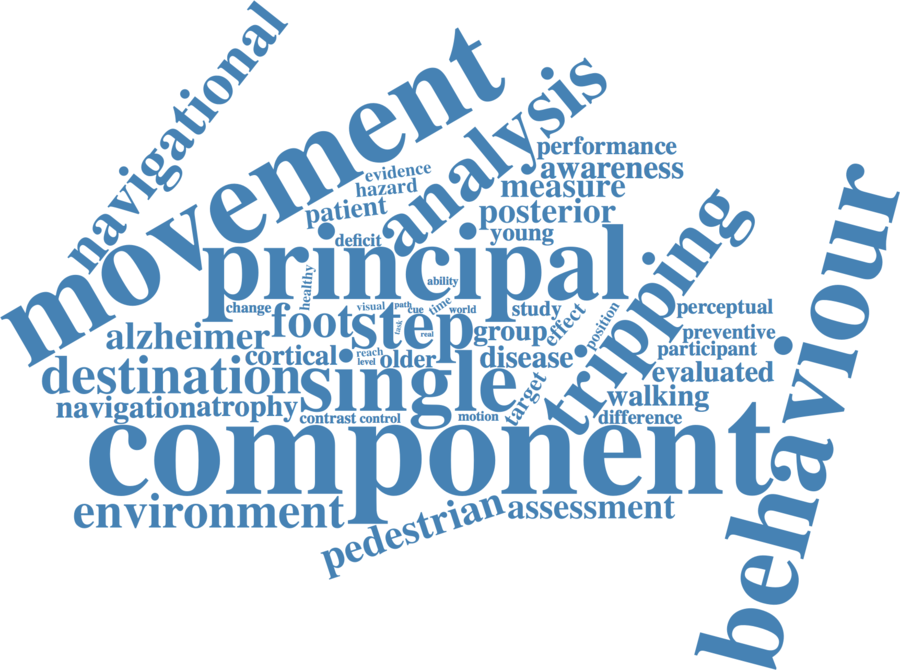 navigational
movement
analysis
performance
awareness
evidence
hazard
measure
patient
posterior
deficit
young
principal
tripping
behaviour
healthy
ability
change
visual
path
cue
time
world
study
effect
position
perceptual
alzheimer
foot
step
task
real
group
preventive
participant
cortical
reach
level
older
disease
destination
single
target
evaluated
walking
navigation
atrophy
contrast
control
motion
difference
component
environment
pedestrian
assessment